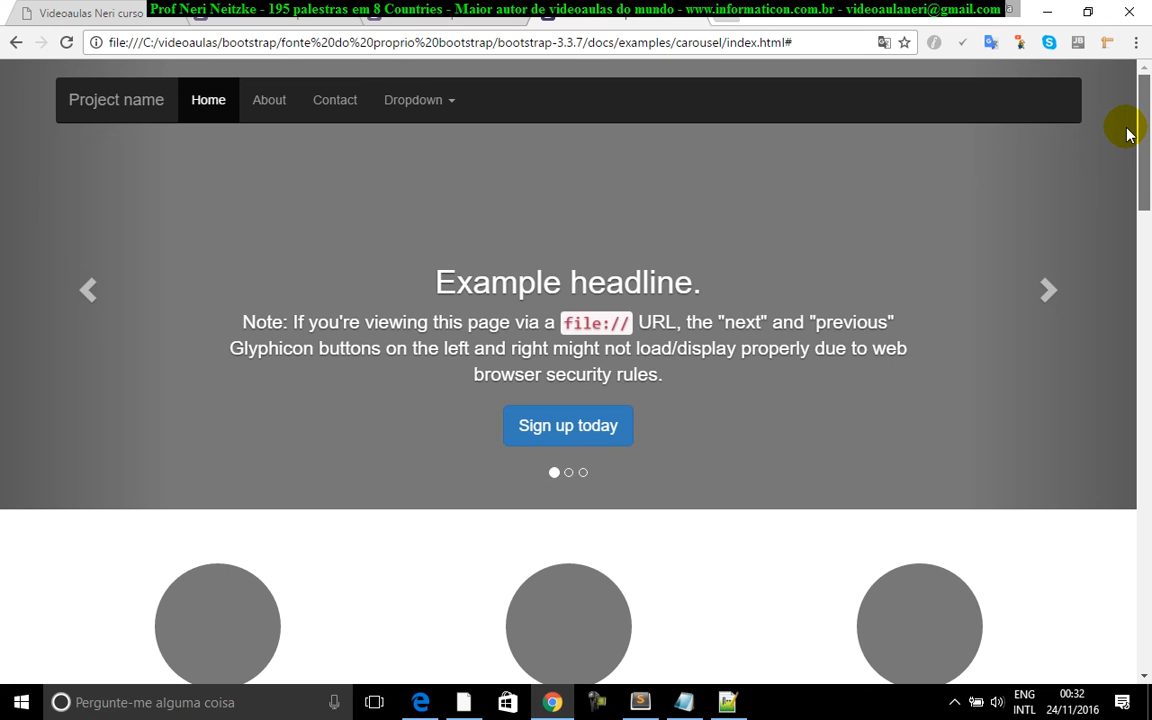 Videoaulas Neri curso
Prof Neri Neitzke - 195 palestras em 8 Countries - Maior autor de videoaulas do mundo - www.informaticon.com.br - videoaulaneri@gmail.com
file:///C:/videoaulas/bootstrap/fonte%20do%20proprio%20bootstrap/bootstrap-3.3.7/docs/examples/carousel/index.html#
JB
Project name
Home
About
Contact
Dropdown
Example headline.
Note: If you're viewing this page via a file:// URL, the "next" and "previous"
Glyphicon buttons on the left and right might not load/display properly due to web
browser security rules.
Sign up today
Pergunte-me alguma coisa
ENG
INTL
00:32
24/11/2016